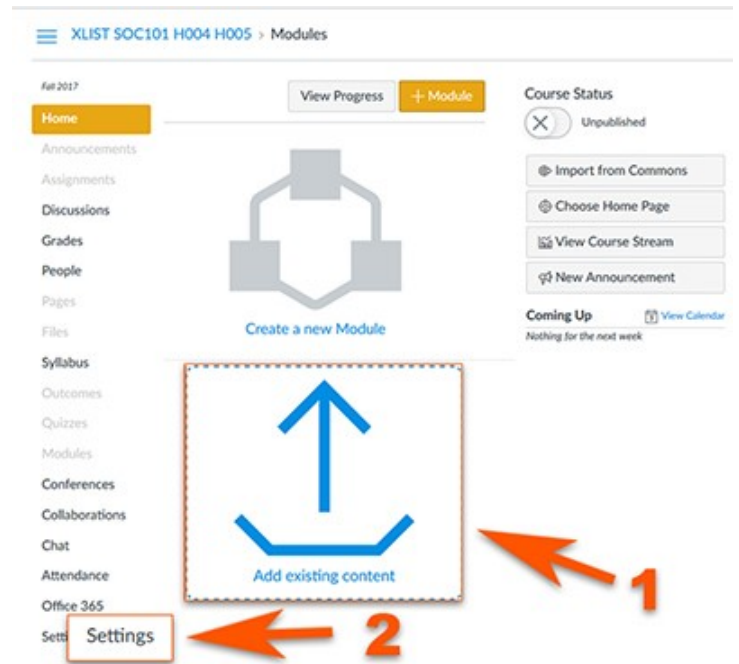 XLIST SOC101 H004 H005 > Modules
Fall 2017
Home
Announcements
Assignments
Discussions
Grades
People
Pages
Files
Syllabus
Outcomes
Quizzes
Modules
Conferences
Collaborations
Chat
Attendance
Office 365
Setti
Settings
View Progress
+ Module
Create a new Module
Add existing content
1
2
Course Status
Unpublished
Import from Commons
Choose Home Page
View Course Stream
New Announcement
Coming Up
View Calendar
Nothing for the next week